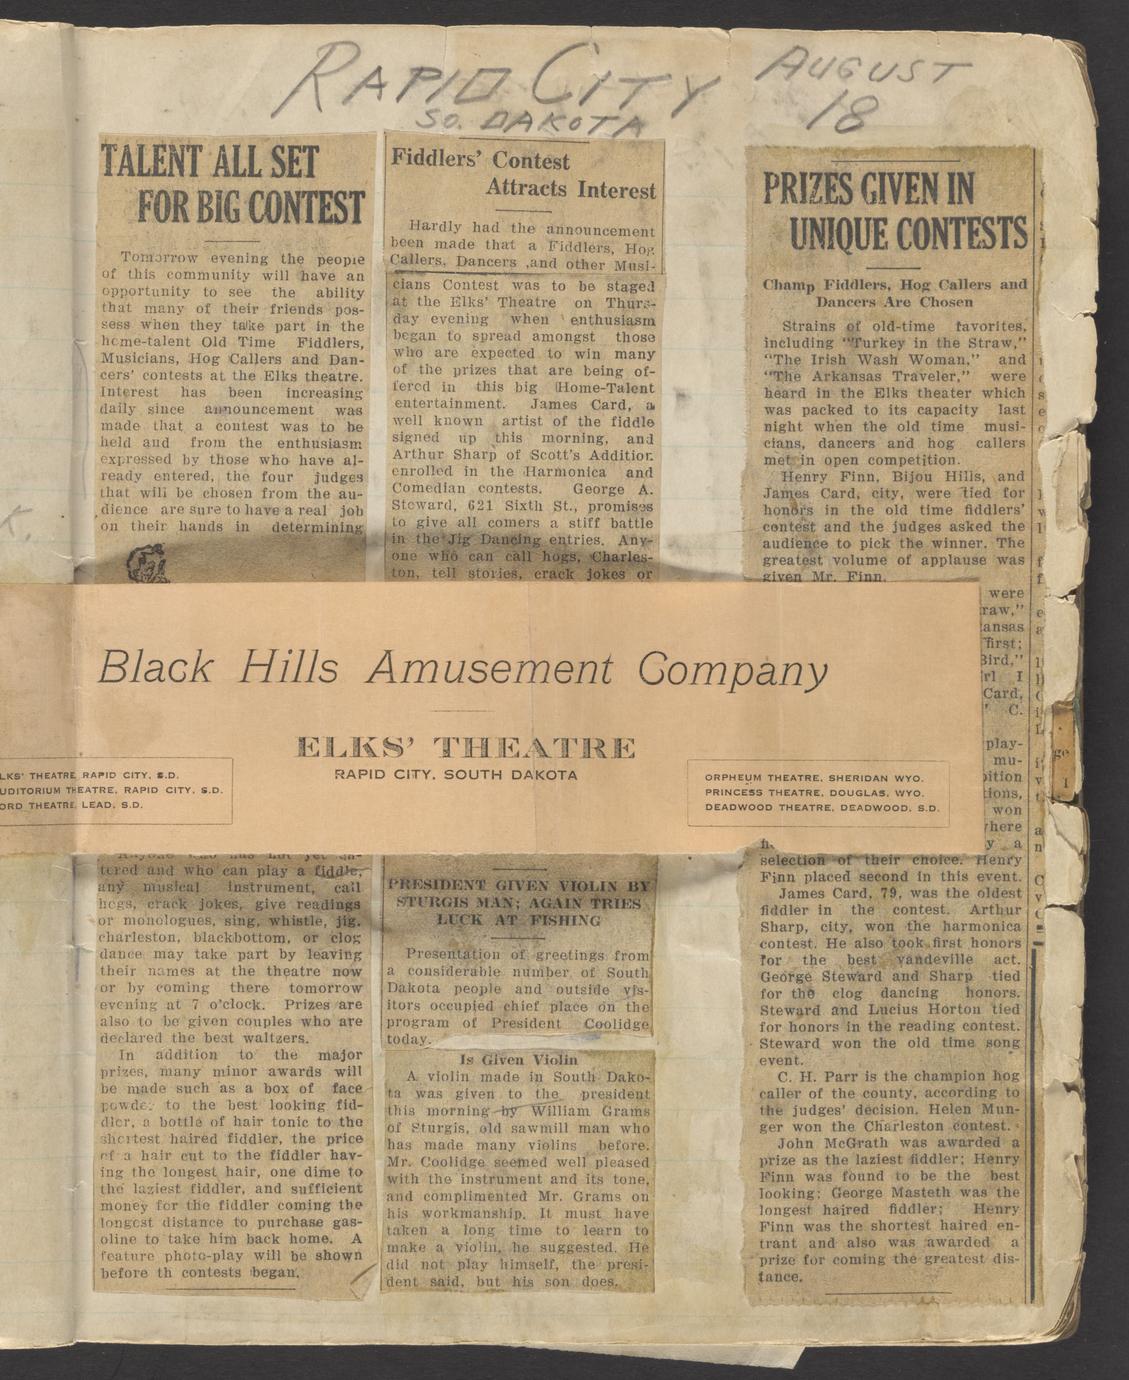 RAPID CITY
SO. DAKOTA
AUGUST
18
TALENT ALL SET
FOR BIG CONTEST
Tomorrow evening the people
of this community will have an
opportunity to see the ability
that many of their friends pos-
sess when they take part in the
home-talent Old Time Fiddlers,
Musicians, Hog Callers and Dan-
cers' contests at the Elks theatre.
Interest has been increasing
daily since announcement was
made that a contest was to be
held and from the enthusiasm
expressed by those who have al-
ready entered, the four judges
that will be chosen from the au-
dience are sure to have a real job
on their hands in determining
Anyone who has not yet en-
tered and who can play a fiddle,
any musical instrument, call
hogs, crack jokes, give readings
or monologues, sing, whistle, jig,
charleston, blackbottom, or clog
dance may take part by leaving
their names at the theatre now
or by coming there tomorrow
evening at 7 o'clock. Prizes are
also to be given couples who are
declared the best waltzers.
In addition to the major
prizes, many minor awards will
be made such as a box of face
powder to the best looking fid-
dler, a bottle of hair tonic to the
shortest haired fiddler, the price
of a hair cut to the fiddler hav-
ing the longest hair, one dime to
the laziest fiddler, and sufficient
money for the fiddler coming the
longest distance to purchase gas-
oline to take him back home. A
feature photo-play will be shown
before th contests began.
Fiddlers' Contest
Attracts Interest
Hardly had the announcement
been made that a Fiddlers, Hog
Callers, Dancers ,and other Musi-
cians Contest was to be staged
at the Elks' Theatre on Thurs-
day evening when enthusiasm
began to spread amongst those
who are expected to win many
of the prizes that are being of-
fered in this big Home-Talent
entertainment. James Card, a
well known artist of the fiddle
signed up this morning, and
Arthur Sharp of Scott's Addition
enrolled in the Harmonica and
Comedian contests. George A.
Steward, 621 Sixth St., promises
to give all comers a stiff battle
in the Jig Dancing entries. Any-
one who can call hogs, Charles-
ton, tell stories, crack jokes or
Black Hills Amusement Company
ELKS' THEATRE
RAPID CITY, SOUTH DAKOTA
LKS' THEATRE, RAPID CITY, S.D.
UDITORIUM THEATRE, RAPID CITY, S.D.
ORD THEATRE, LEAD, S.D.
ORPHEUM THEATRE, SHERIDAN WYO.
PRINCESS THEATRE, DOUGLAS, WYO.
DEADWOOD THEATRE, DEADWOOD, S.D.
PRESIDENT GIVEN VIOLIN BY
STURGIS MAN; AGAIN TRIES
LUCK AT FISHING
Presentation of greetings from
a considerable number of South
Dakota people and outside vis-
itors occupied chief place on the
program of President Coolidge
today.
Is Given Violin
A violin made in South Dako-
ta was given to the president
this morning by William Grams
of Sturgis, old sawmill man who
has made many violins before.
Mr. Coolidge seemed well pleased
with the instrument and its tone,
and complimented Mr. Grams on
his workmanship. It must have
taken a long time to learn to
make a violin, he suggested. He
did not play himself, the presi-
dent said, but his son does.
PRIZES GIVEN IN
UNIQUE CONTESTS
Champ Fiddlers, Hog Callers and
Dancers Are Chosen
Strains of old-time favorites,
including "Turkey in the Straw,"
"The Irish Wash Woman," and
"The Arkansas Traveler," were
heard in the Elks theater which
was packed to its capacity last
night when the old time musi-
cians, dancers and hog callers
met in open competition.
Henry Finn, Bijou Hills, and
James Card, city, were tied for
honors in the old time fiddlers'
contest and the judges asked the
audience to pick the winner. The
greatest volume of applause was
given Mr. Finn.
were
raw,"
ansas
first;
Bird,"
rl I
Card,
' C.
play-
mu-
ition
tions,
won
where
y a
selection of their choice. Henry
Finn placed second in this event.
James Card, 79, was the oldest
fiddler in the contest. Arthur
Sharp, city, won the harmonica
contest. He also took first honors
for the best vandeville act.
George Steward and Sharp tied
for the clog dancing honors.
Steward and Lucius Horton tied
for honors in the reading contest.
Steward won the old time song
event.
C. H. Parr is the champion hog
caller of the county, according to
the judges' decision. Helen Mun-
ger won the Charleston contest.
John McGrath was awarded a
prize as the laziest fiddler; Henry
Finn was found to be the best
looking; George Masteth was the
longest haired fiddler; Henry
Finn was the shortest haired en-
trant and also was awarded a
prize for coming the greatest dis-
tance.